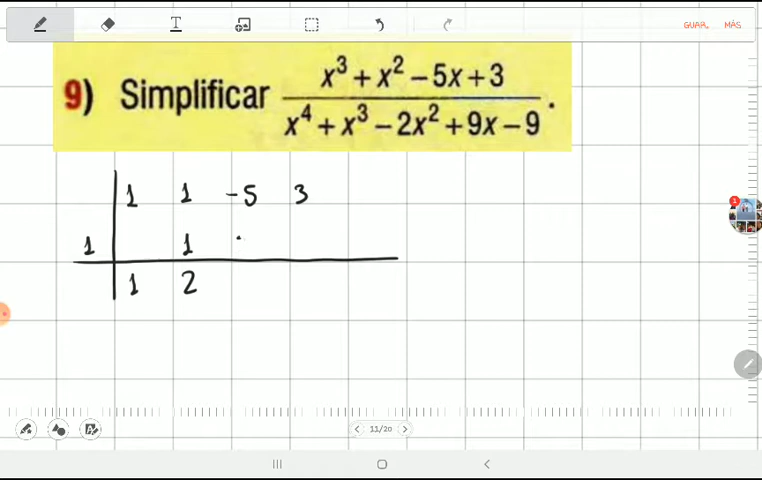 T GUAR. MÁS
9) Simplificar x³ + x² − 5x + 3 / x⁴ + x³ − 2x² + 9x − 9 .
1 1 -5 3
1 1
1 2
11/20